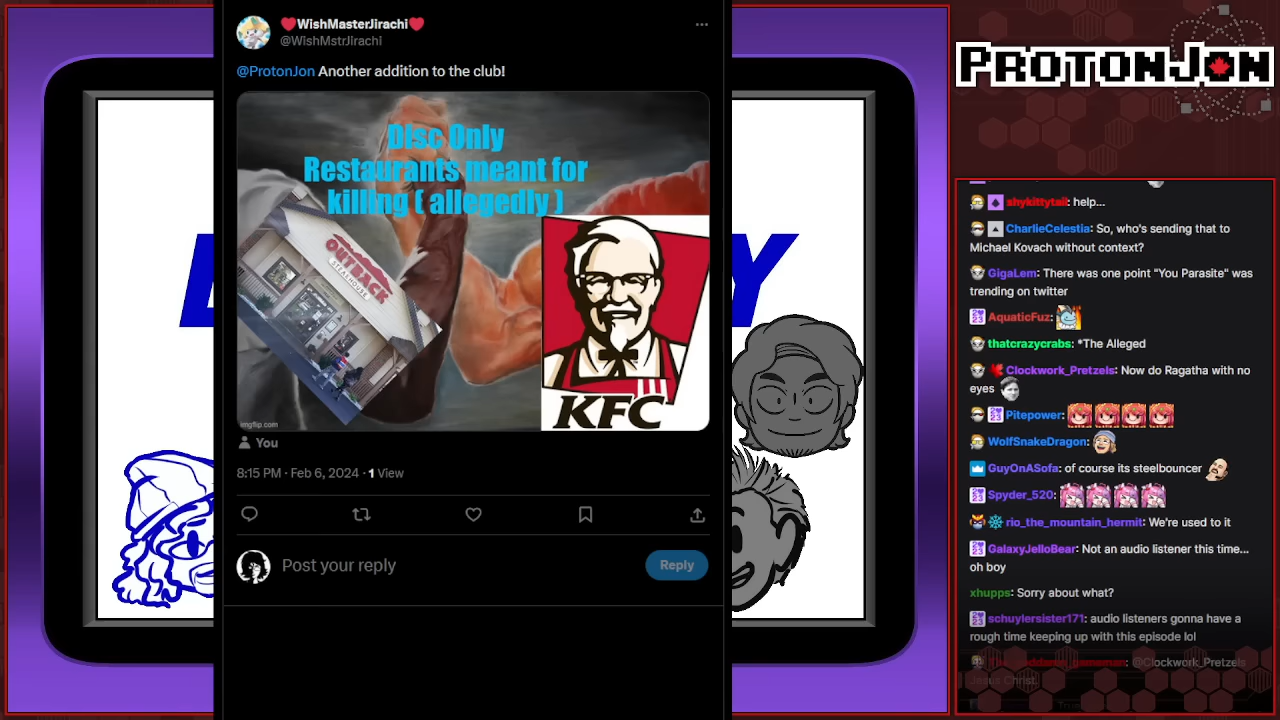 ❤️WishMasterJirachi❤️
@WishMstrJirachi
@ProtonJon Another addition to the club!
Disc Only
Restaurants meant for
killing ( allegedly )
OUTBACK
STEAKHOUSE
KFC
imgflip.com
You
8:15 PM · Feb 6, 2024 · 1 View
Post your reply
Reply
Y
PROTONJON
shykittytail: help...
CharlieCelestia: So, who's sending that to
Michael Kovach without context?
GigaLem: There was one point "You Parasite" was
trending on twitter
AquaticFuz:
thatcrazycrabs: *The Alleged
Clockwork_Pretzels: Now do Ragatha with no
eyes
Pitepower:
WolfSnakeDragon:
GuyOnASofa: of course its steelbouncer
Spyder_520:
rio_the_mountain_hermit: We're used to it
GalaxyJelloBear: Not an audio listener this time...
oh boy
xhupps: Sorry about what?
schuylersister171: audio listeners gonna have a
rough time keeping up with this episode lol
@Clockwork_Pretzels
Jesus Christ.